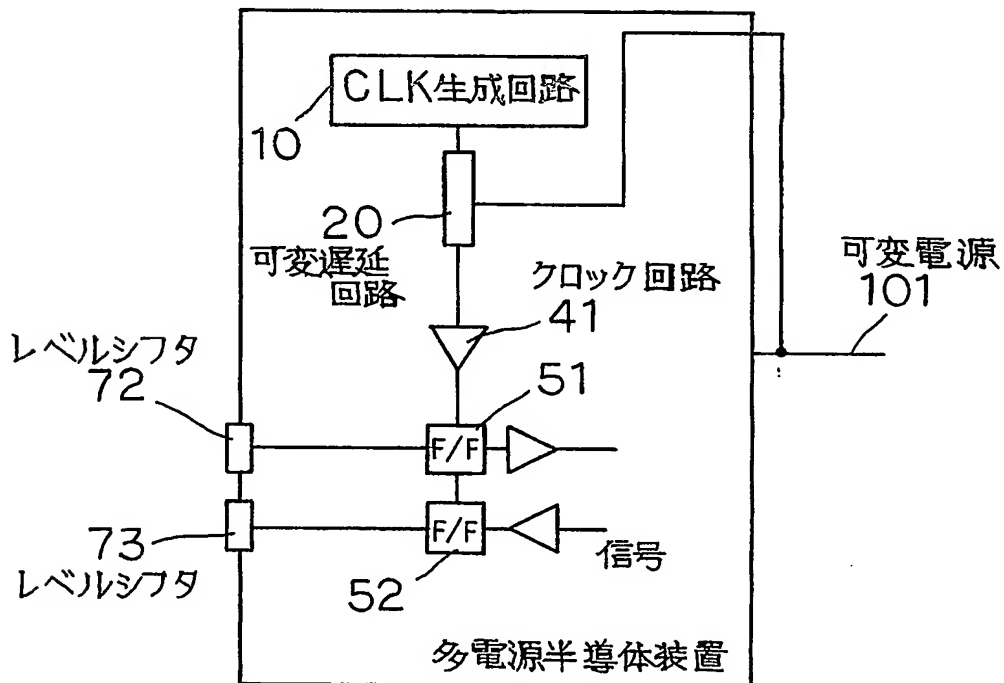 CLK生成回路
10
20
可変遅延
回路
クロック回路
41
可変電源
101
レベルシフタ
72
51
F/F
F/F
73
レベルシフタ
52
信号
多電源半導体装置